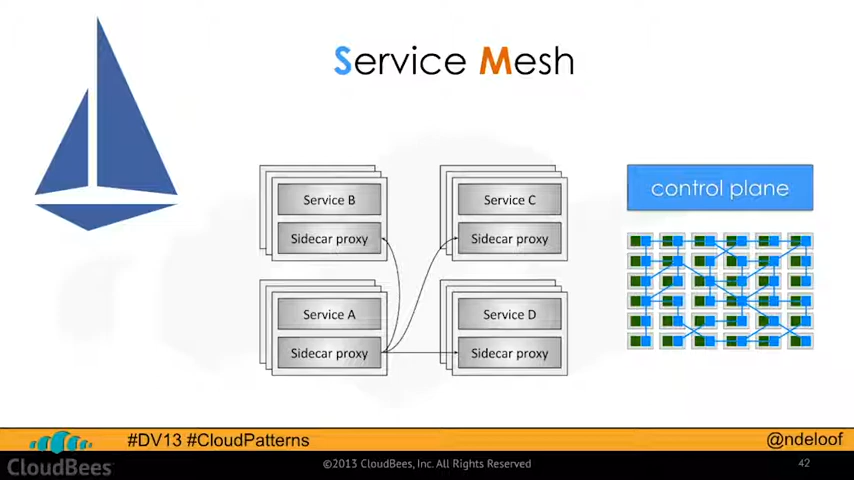 Service Mesh
Service B
Sidecar proxy
Service C
Sidecar proxy
control plane
Service A
Sidecar proxy
Service D
Sidecar proxy
#DV13 #CloudPatterns
@ndeloof
CloudBees
©2013 CloudBees, Inc. All Rights Reserved
42